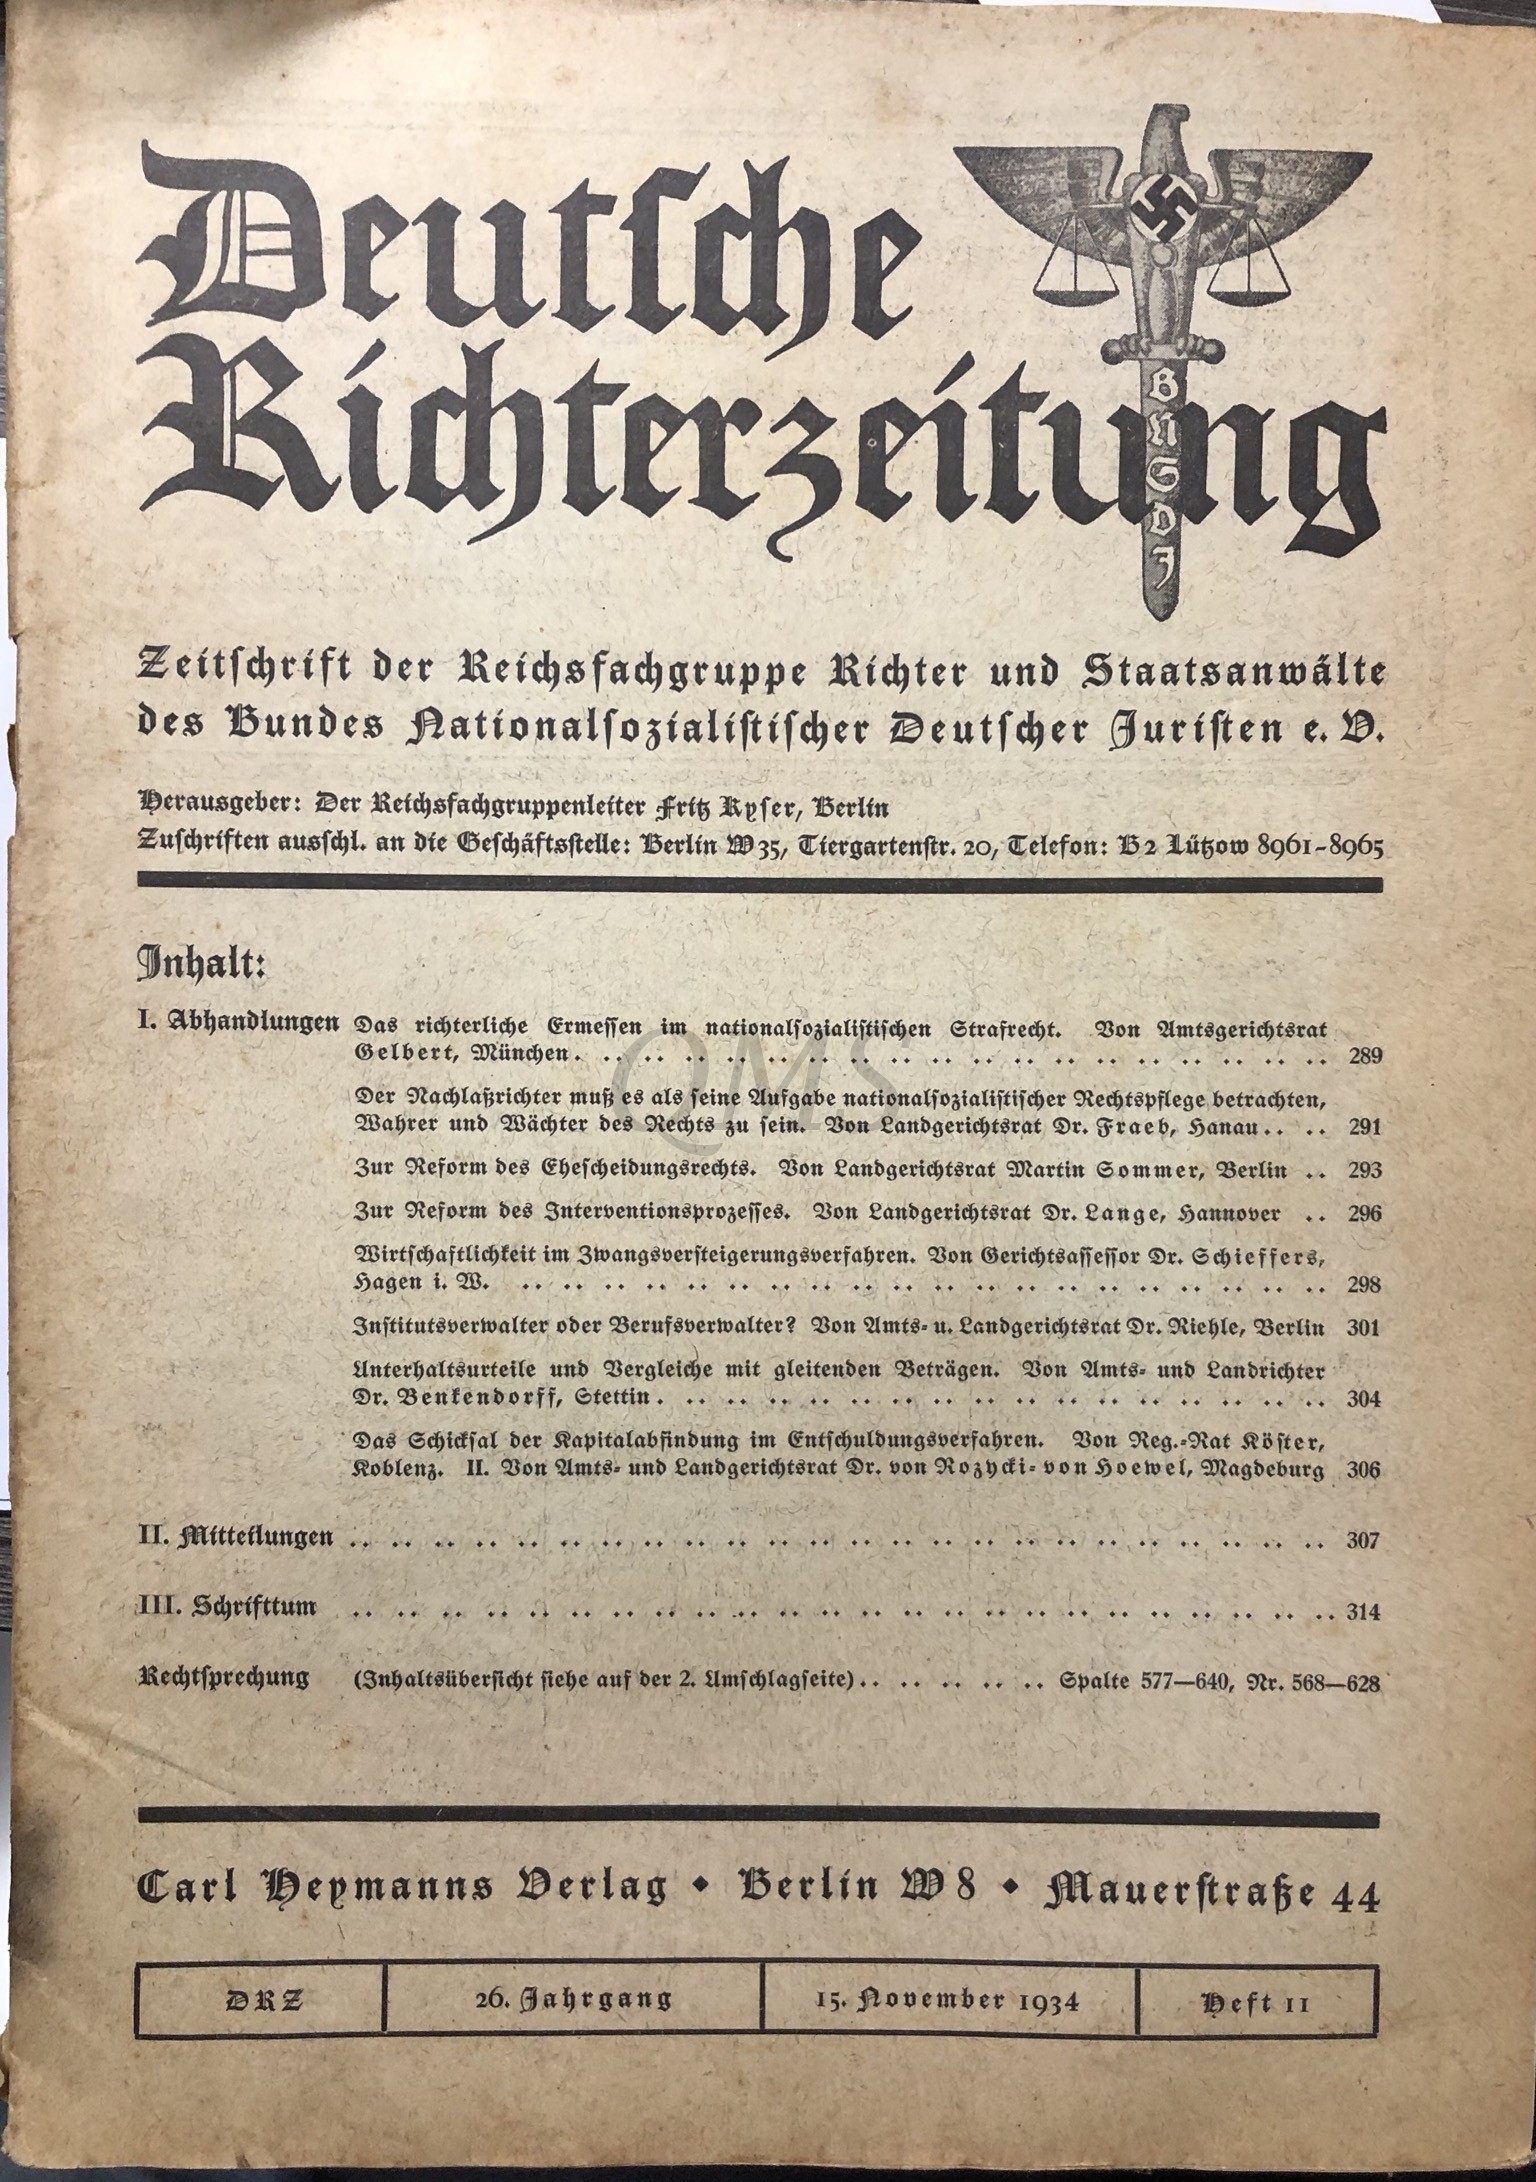 Deutsche
Richterzeitung
BNSDJ
Zeitschrift der Reichsfachgruppe Richter und Staatsanwälte
des Bundes Nationalsozialistischer Deutscher Juristen e. V.
Herausgeber: Der Reichsfachgruppenleiter Fritz Kyser, Berlin
Zuschriften ausschl. an die Geschäftsstelle: Berlin W 35, Tiergartenstr. 20, Telefon: B 2 Lützow 8961-8965
Inhalt:
I. Abhandlungen Das richterliche Ermessen im nationalsozialistischen Strafrecht. Von Amtsgerichtsrat
Gelbert, München. .. .. .. .. .. .. .. .. .. .. .. .. .. .. .. .. .. .. 289
Der Nachlaßrichter muß es als seine Aufgabe nationalsozialistischer Rechtspflege betrachten,
Wahrer und Wächter des Rechts zu sein. Von Landgerichtsrat Dr. Fraeb, Hanau .. .. 291
Zur Reform des Ehescheidungsrechts. Von Landgerichtsrat Martin Sommer, Berlin .. 293
Zur Reform des Interventionsprozesses. Von Landgerichtsrat Dr. Lange, Hannover .. 296
Wirtschaftlichkeit im Zwangsversteigerungsverfahren. Von Gerichtsassessor Dr. Schieffers,
Hagen i. W. .. .. .. .. .. .. .. .. .. .. .. .. .. .. .. .. .. .. .. .. 298
Institutsverwalter oder Berufsverwalter? Von Amts- u. Landgerichtsrat Dr. Riehle, Berlin 301
Unterhaltsurteile und Vergleiche mit gleitenden Beträgen. Von Amts- und Landrichter
Dr. Benkendorff, Stettin . .. .. .. .. .. .. .. .. .. .. .. .. .. .. .. .. 304
Das Schicksal der Kapitalabfindung im Entschuldungsverfahren. Von Reg.-Rat Köster,
Koblenz. II. Von Amts- und Landgerichtsrat Dr. von Rozycki-von Hoewel, Magdeburg 306
II. Mitteilungen .. .. .. .. .. .. .. .. .. .. .. .. .. .. .. .. .. .. .. .. .. .. .. .. 307
III. Schrifttum .. .. .. .. .. .. .. .. .. .. .. .. .. .. .. .. .. .. .. .. .. .. .. .. 314
Rechtsprechung (Inhaltsübersicht siehe auf der 2. Umschlagseite) .. .. .. .. .. Spalte 577—640, Nr. 568—628
Carl Heymanns Verlag ◆ Berlin W 8 ◆ Mauerstraße 44
DRZ 26. Jahrgang 15. November 1934 Heft 11
QMS